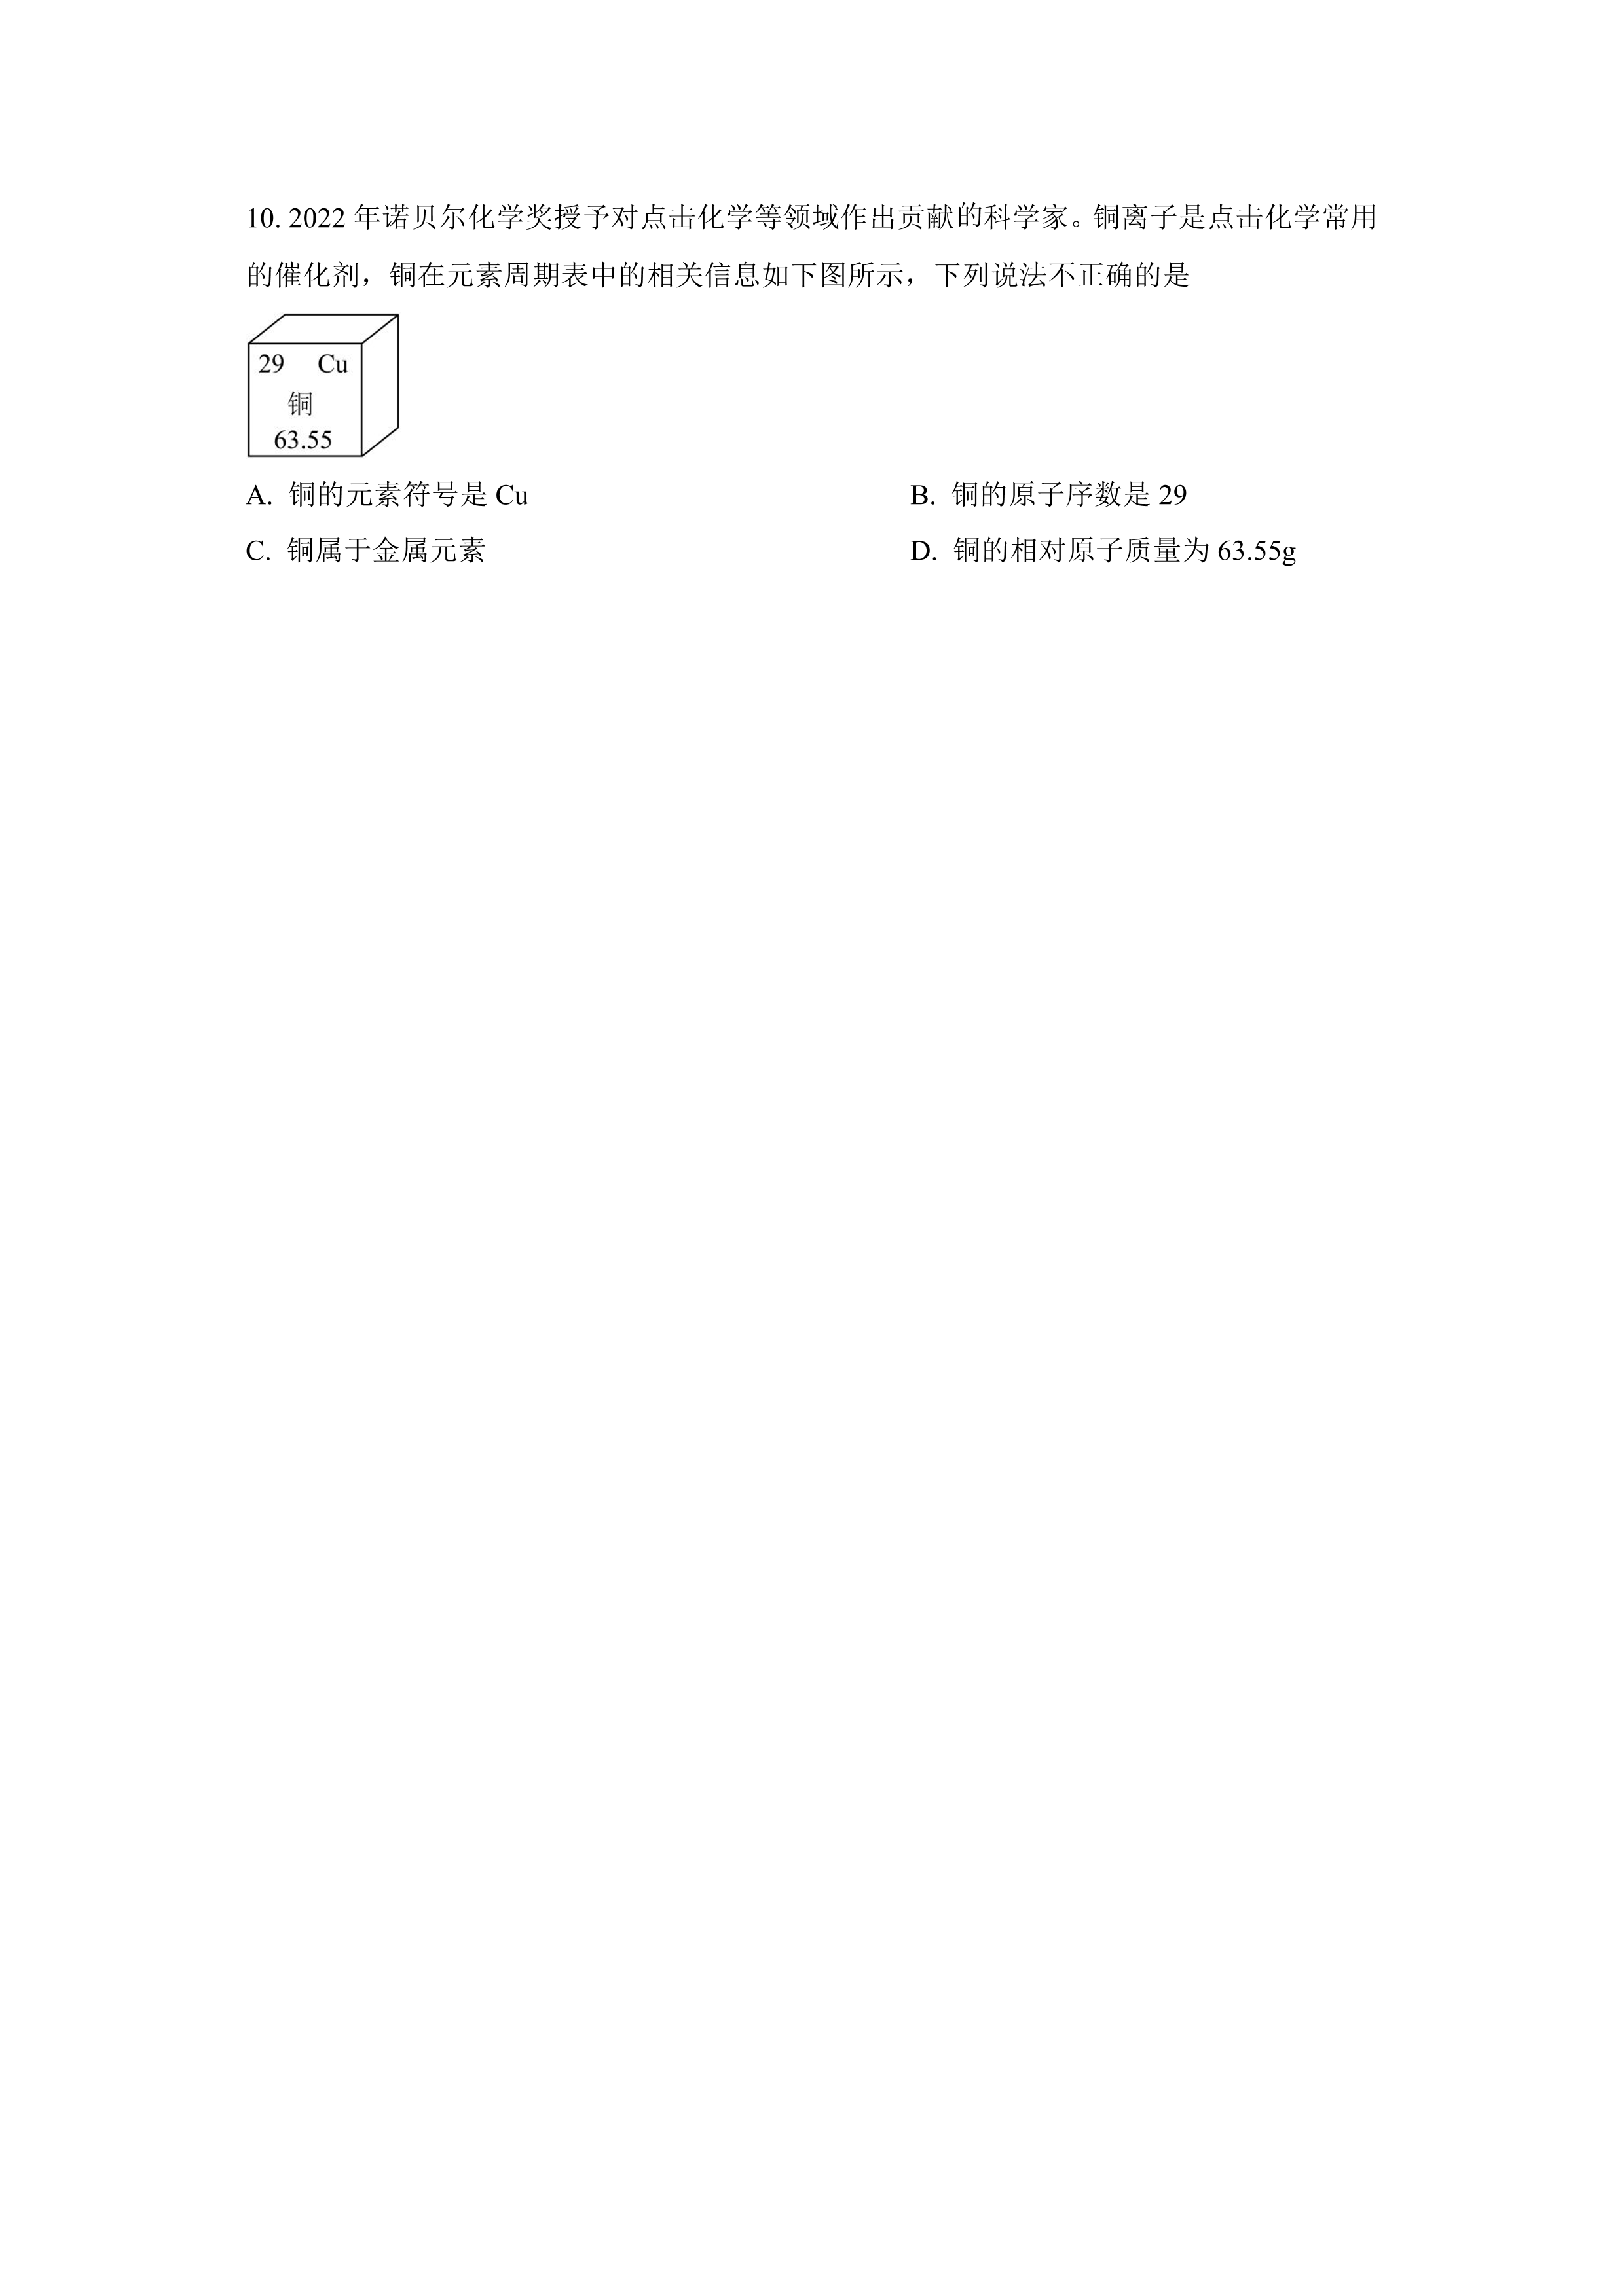 10. 2022 年诺贝尔化学奖授予对点击化学等领域作出贡献的科学家。铜离子是点击化学常用
的催化剂，铜在元素周期表中的相关信息如下图所示，下列说法不正确的是
29 Cu
铜
63.55
A. 铜的元素符号是 Cu B. 铜的原子序数是 29
C. 铜属于金属元素 D. 铜的相对原子质量为 63.55g